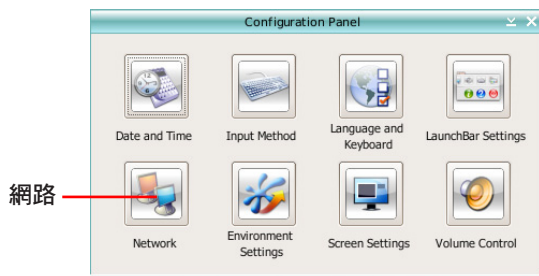 Configuration Panel
Date and Time
Input Method
Language and
Keyboard
LaunchBar Settings
網路
Network
Environment
Settings
Screen Settings
Volume Control